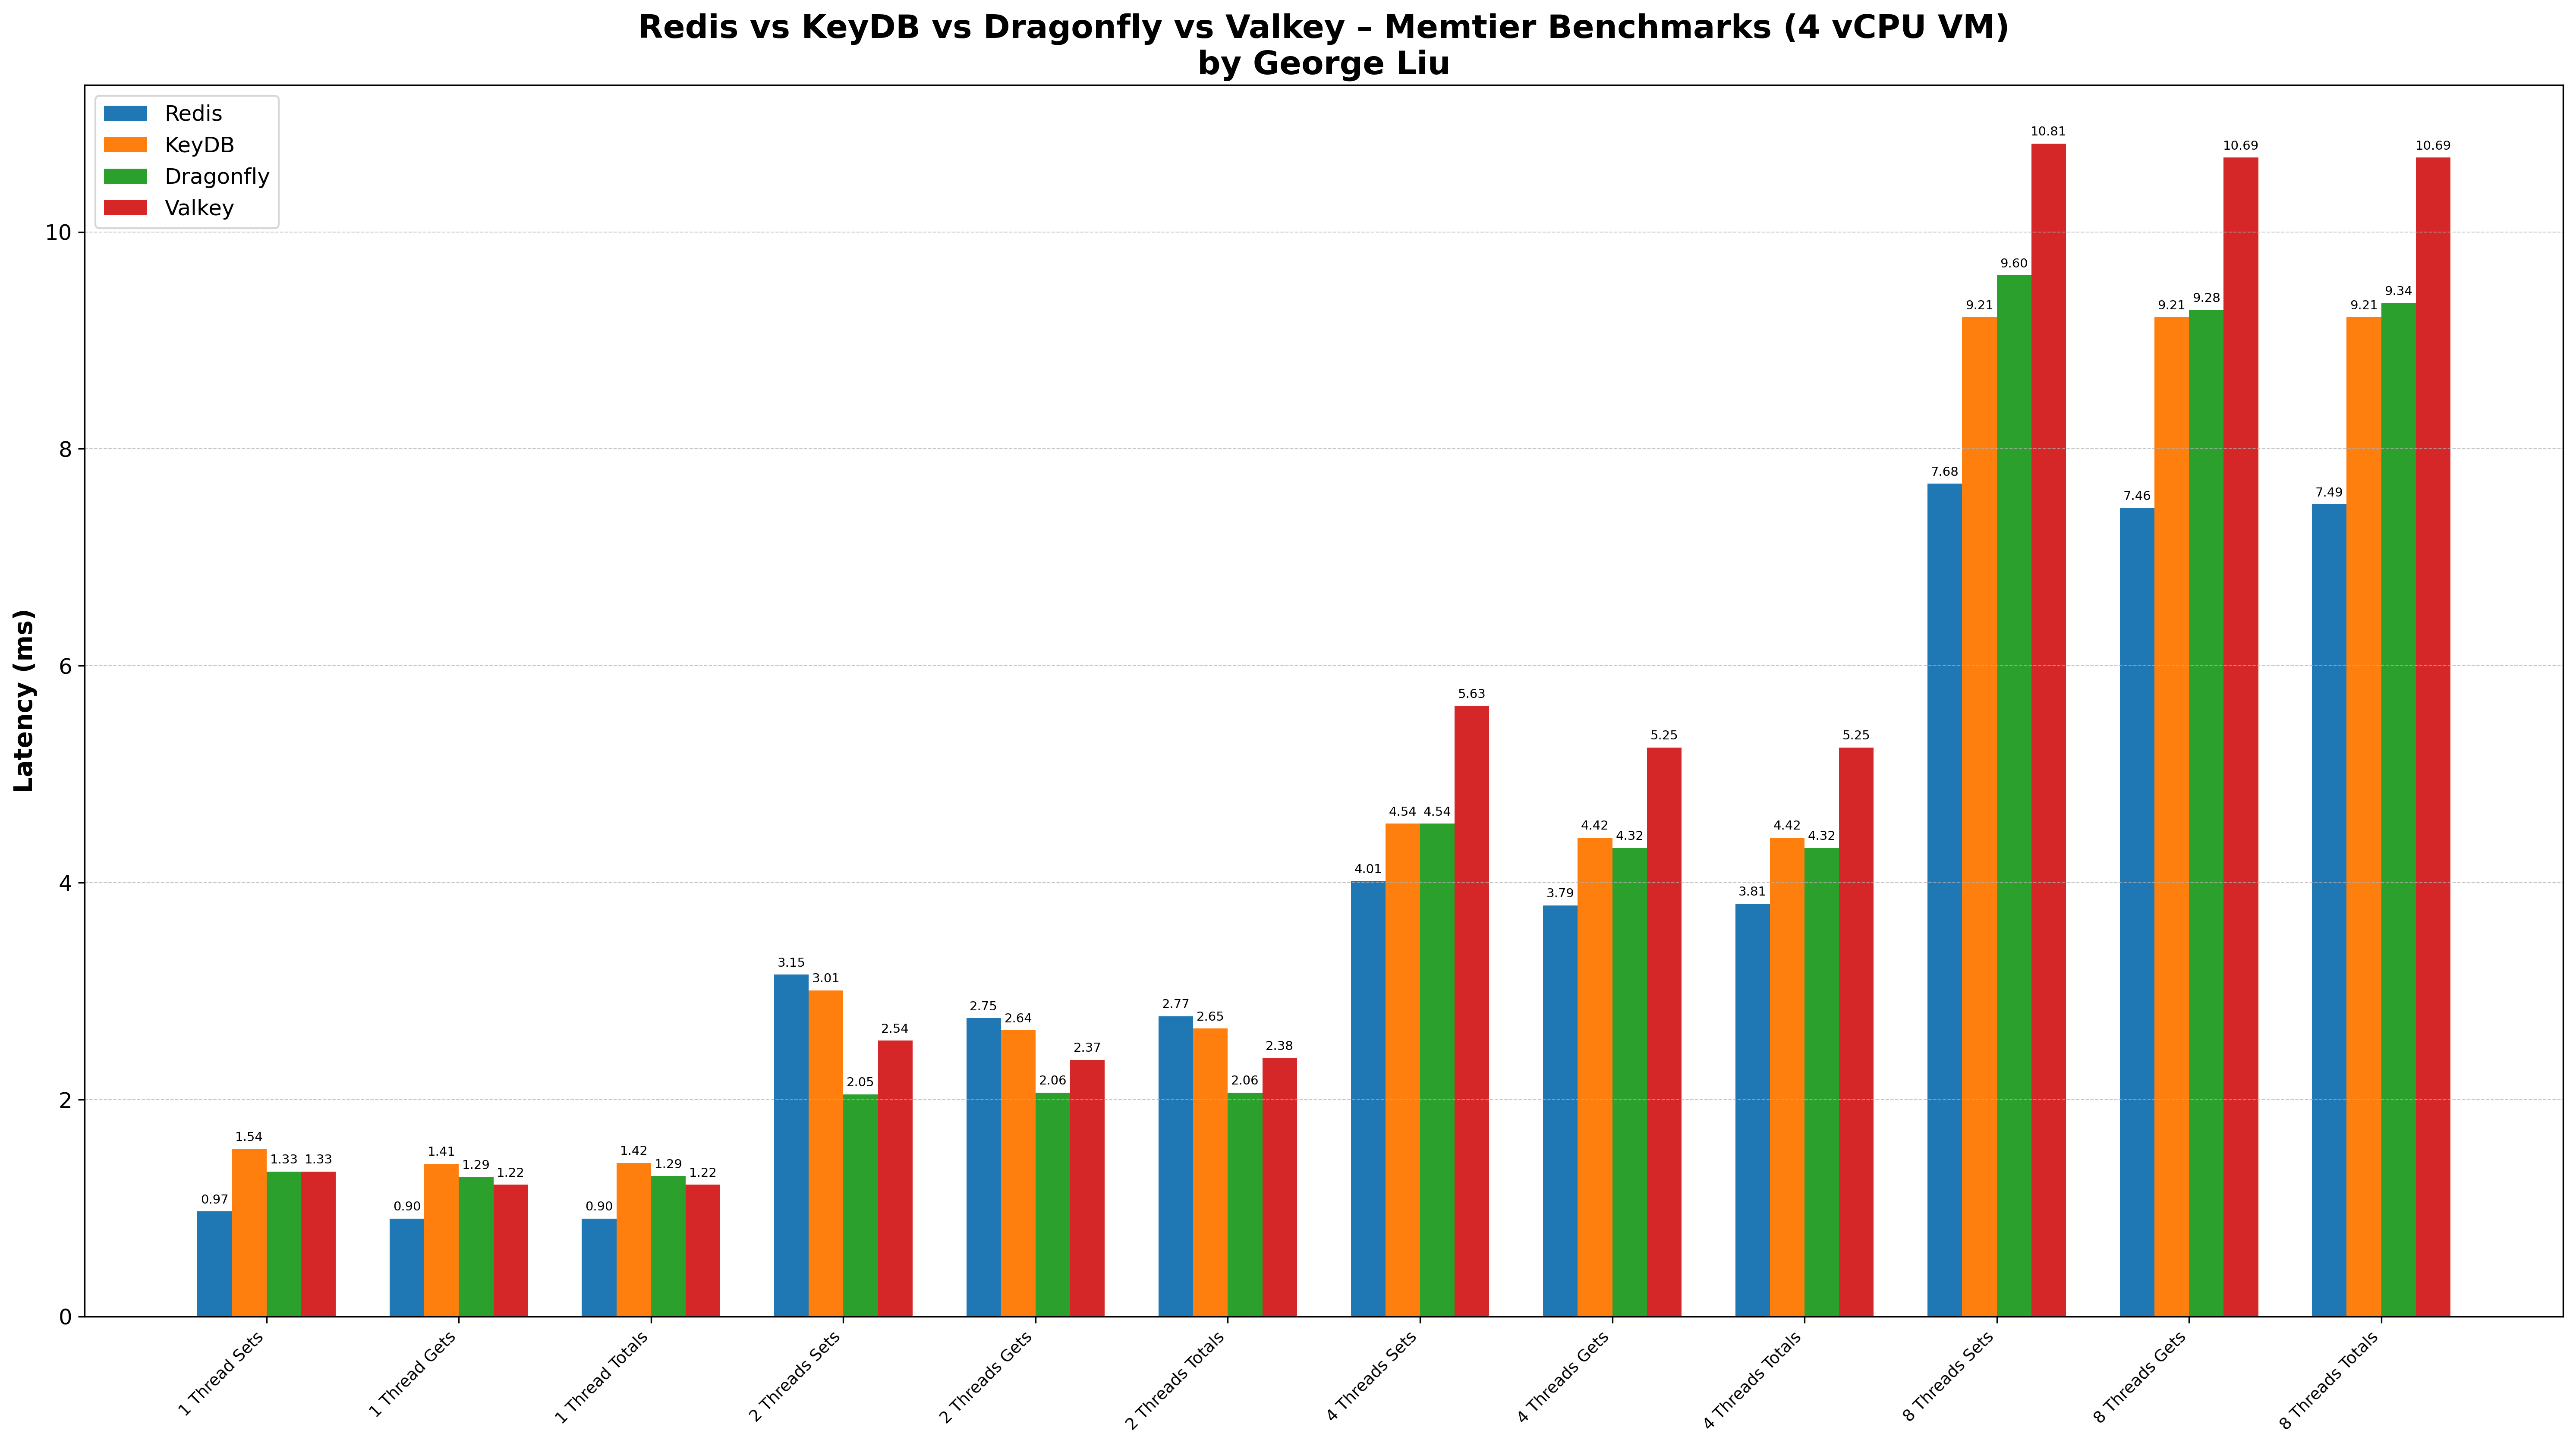 Redis vs KeyDB vs Dragonfly vs Valkey – Memtier Benchmarks (4 vCPU VM)
by George Liu
Redis
KeyDB
Dragonfly
Valkey
Latency (ms)
10
8
6
4
2
0
0.97
1.54
1.33
1.33
0.90
1.41
1.29
1.22
0.90
1.42
1.29
1.22
3.15
3.01
2.05
2.54
2.75
2.64
2.06
2.37
2.77
2.65
2.06
2.38
4.01
4.54
4.54
5.63
3.79
4.42
4.32
5.25
3.81
4.42
4.32
5.25
7.68
9.21
9.60
10.81
7.46
9.21
9.28
10.69
7.49
9.21
9.34
10.69
1 Thread Sets
1 Thread Gets
1 Thread Totals
2 Threads Sets
2 Threads Gets
2 Threads Totals
4 Threads Sets
4 Threads Gets
4 Threads Totals
8 Threads Sets
8 Threads Gets
8 Threads Totals